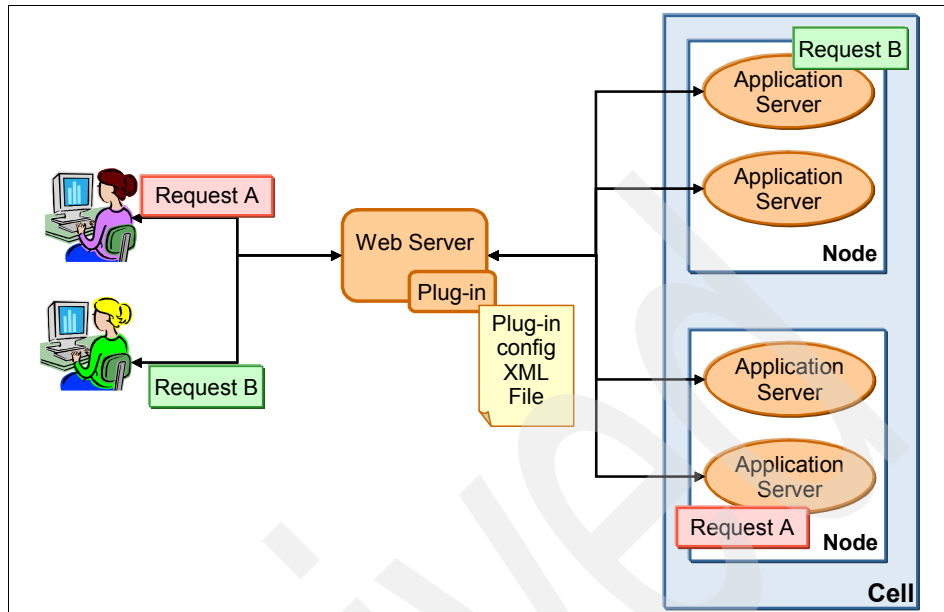 Request A
Request B
Web Server
Plug-in
Plug-in
config
XML
File
Request B
Application
Server
Application
Server
Node
Application
Server
Application
Server
Request A
Node
Cell